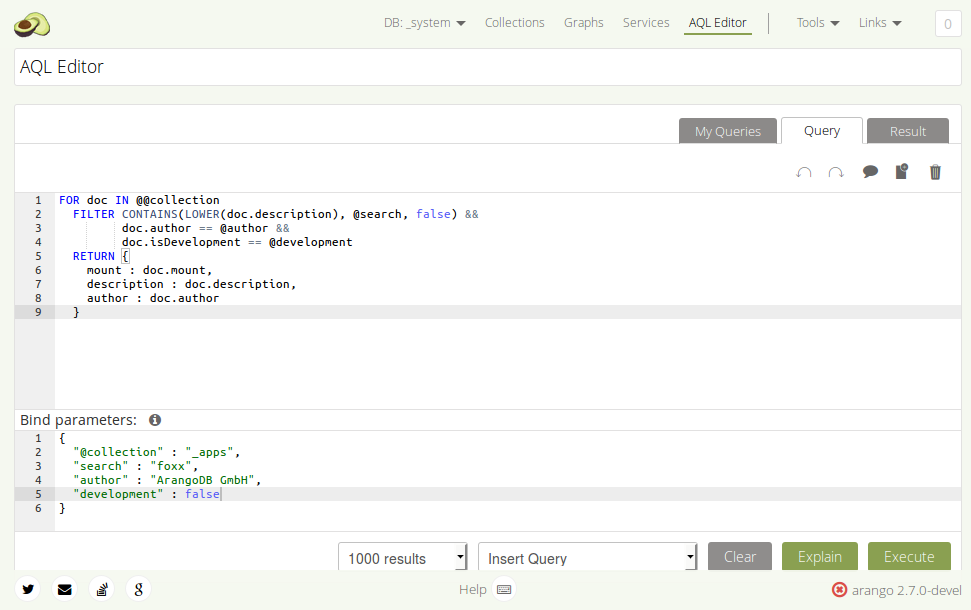 DB: _system Collections Graphs Services AQL Editor Tools Links 0
AQL Editor
My Queries Query Result
1 FOR doc IN @@collection
2   FILTER CONTAINS(LOWER(doc.description), @search, false) &&
3          doc.author == @author &&
4          doc.isDevelopment == @development
5   RETURN {
6     mount : doc.mount,
7     description : doc.description,
8     author : doc.author
9   }
Bind parameters:
1 {
2   "@collection" : "_apps",
3   "search" : "foxx",
4   "author" : "ArangoDB GmbH",
5   "development" : false
6 }
1000 results Insert Query Clear Explain Execute
Help arango 2.7.0-devel